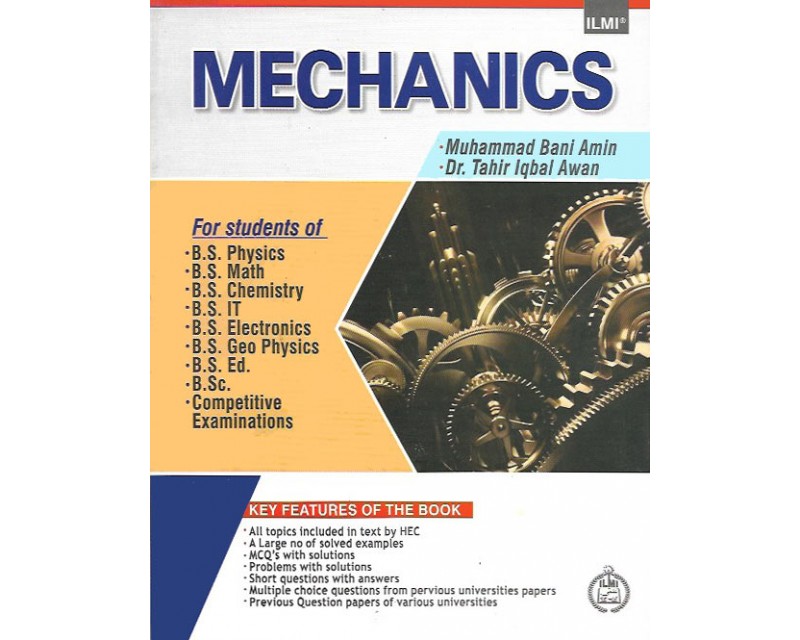 ILMI®
MECHANICS
·Muhammad Bani Amin
·Dr. Tahir Iqbal Awan
For students of
·B.S. Physics
·B.S. Math
·B.S. Chemistry
·B.S. IT
·B.S. Electronics
·B.S. Geo Physics
·B.S. Ed.
·B.Sc.
·Competitive
Examinations
KEY FEATURES OF THE BOOK
· All topics included in text by HEC
· A Large no of solved examples
· MCQ's with solutions
· Problems with solutions
· Short questions with answers
· Multiple choice questions from pervious universities papers
· Previous Question papers of various universities
ILMI